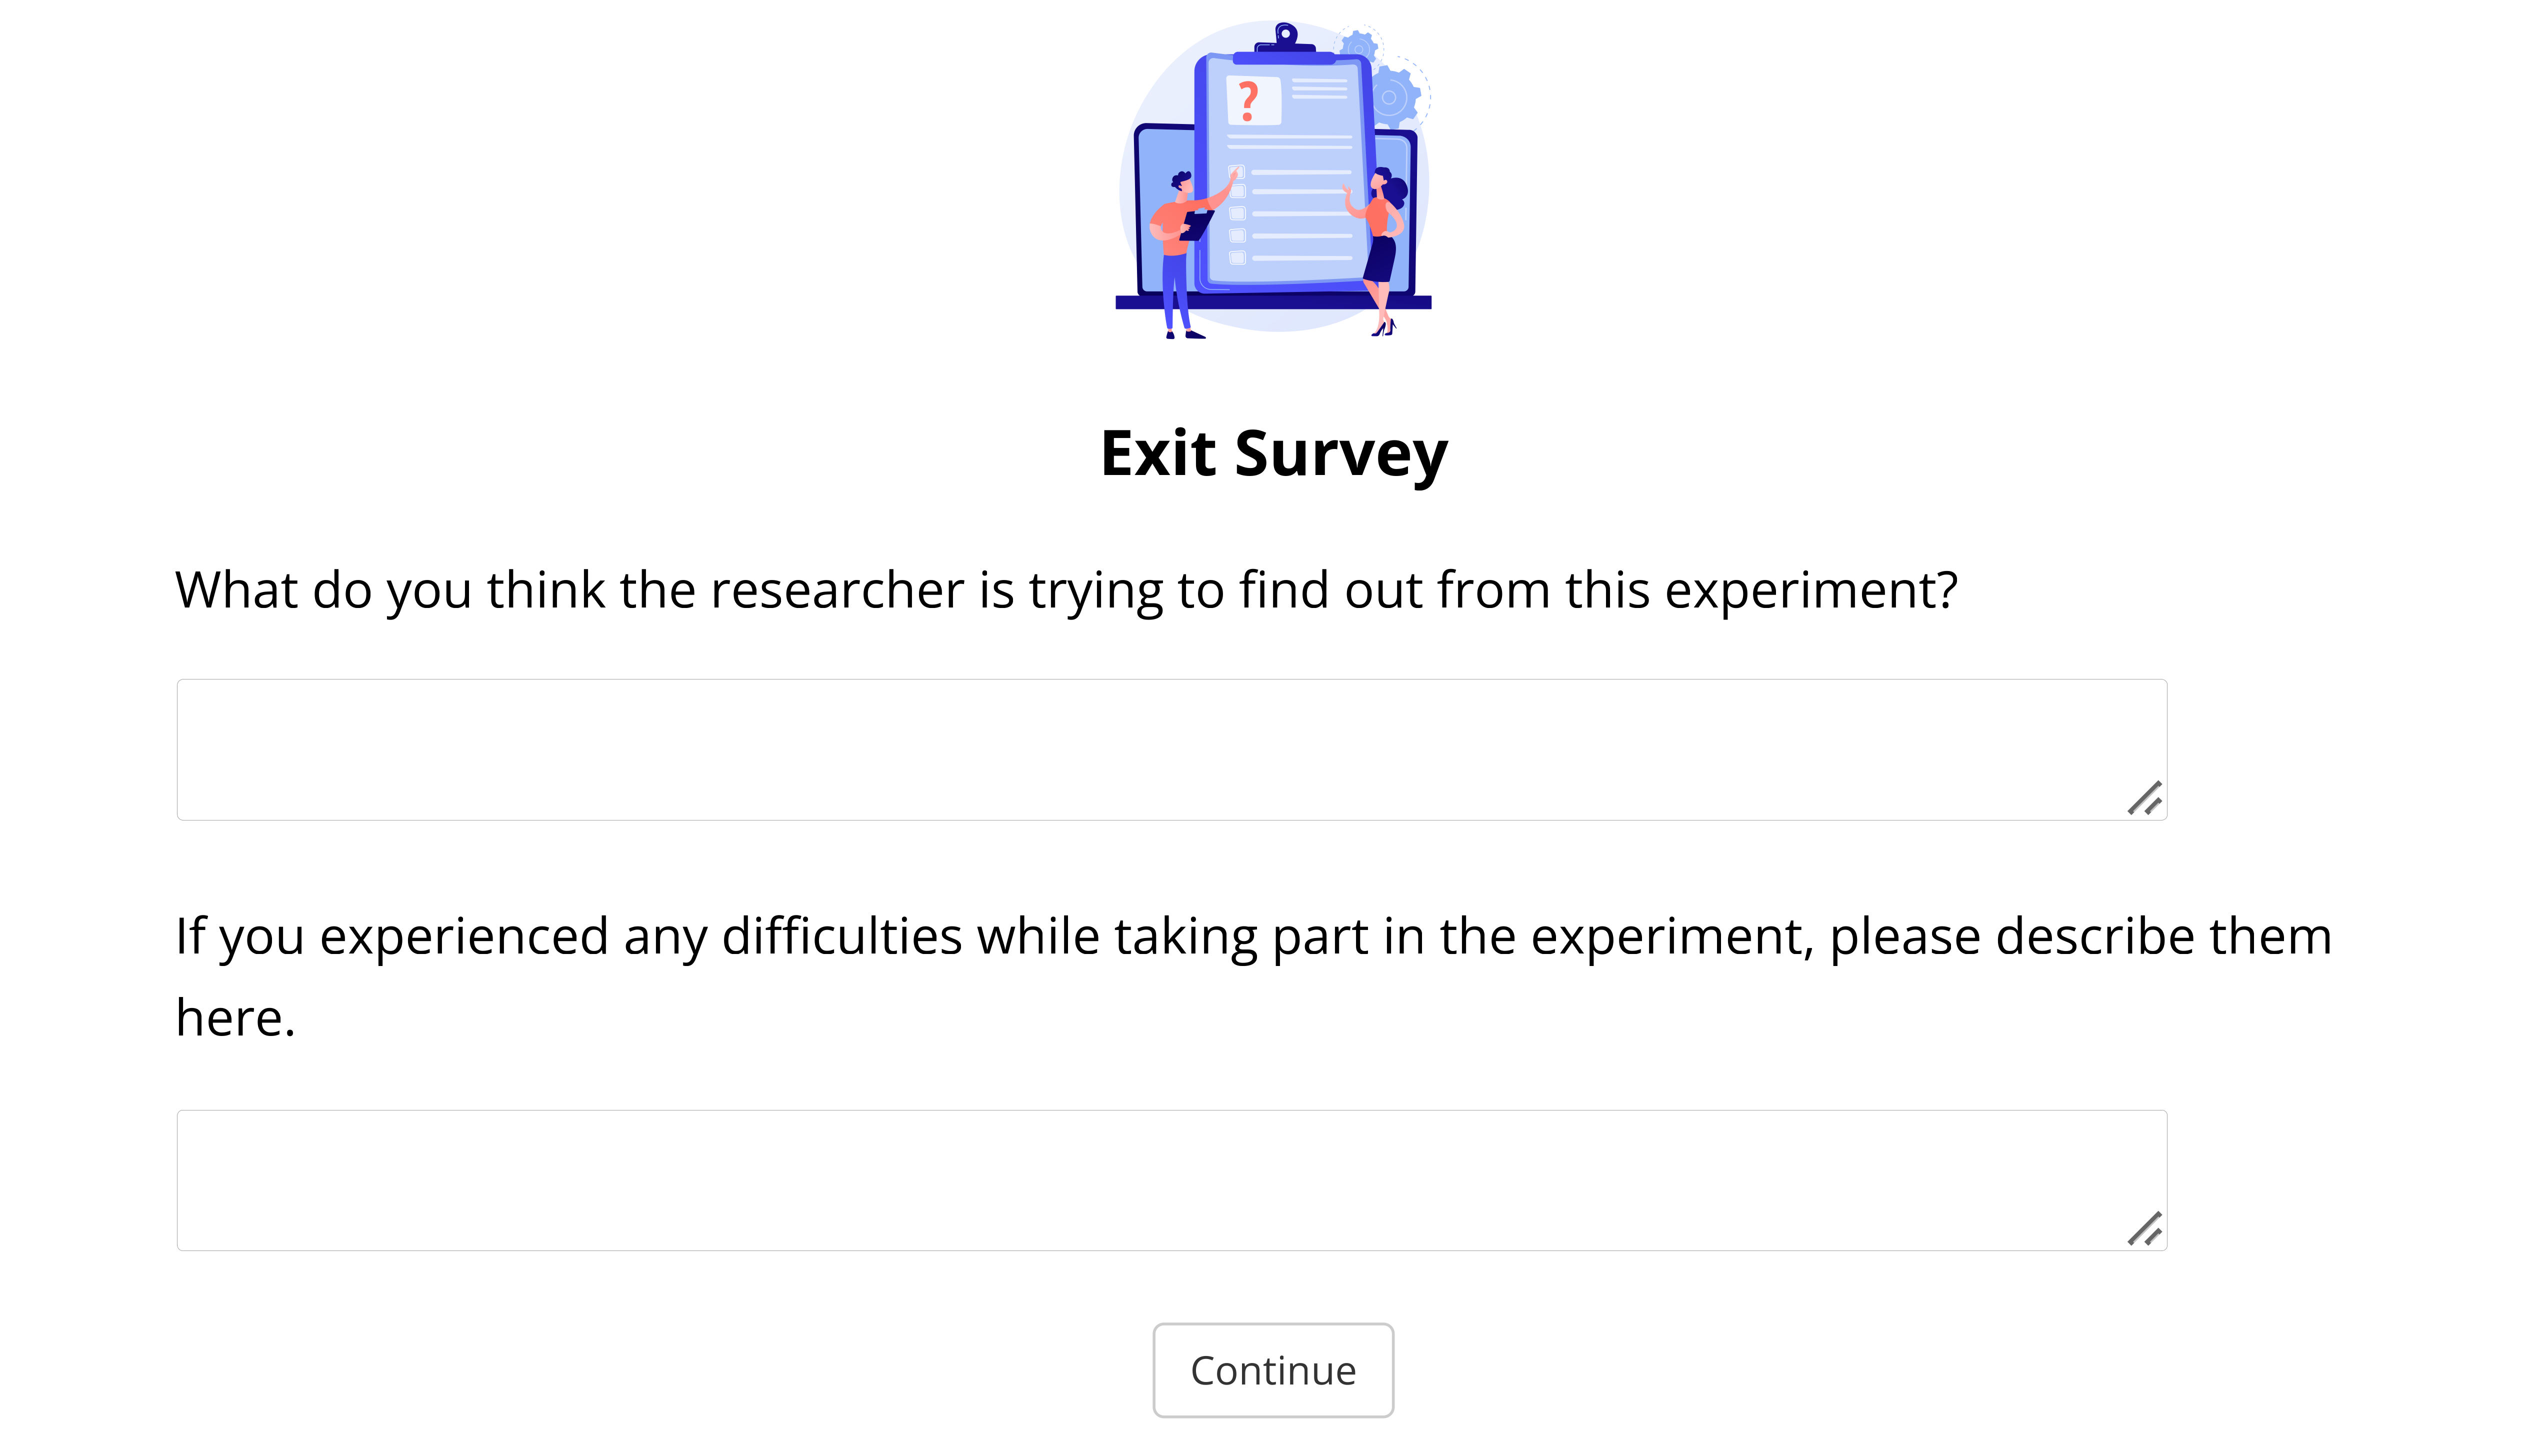 ?
Exit Survey
What do you think the researcher is trying to find out from this experiment?
If you experienced any difficulties while taking part in the experiment, please describe them
here.
Continue